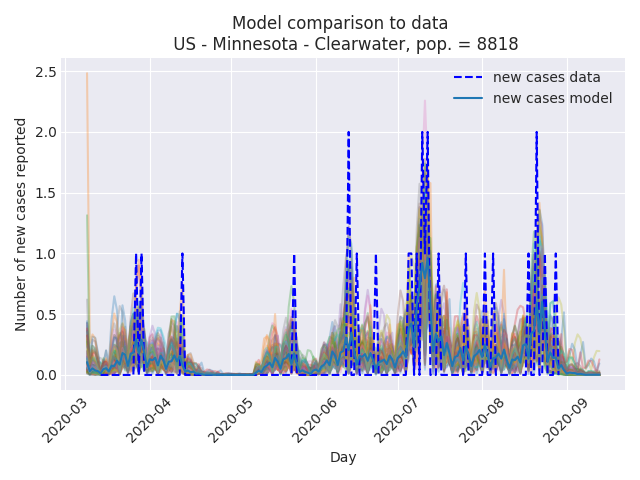 Model comparison to data
US - Minnesota - Clearwater, pop. = 8818
new cases data
new cases model
Number of new cases reported
2.5
2.0
1.5
1.0
0.5
0.0
2020-03
2020-04
2020-05
2020-06
2020-07
2020-08
2020-09
Day